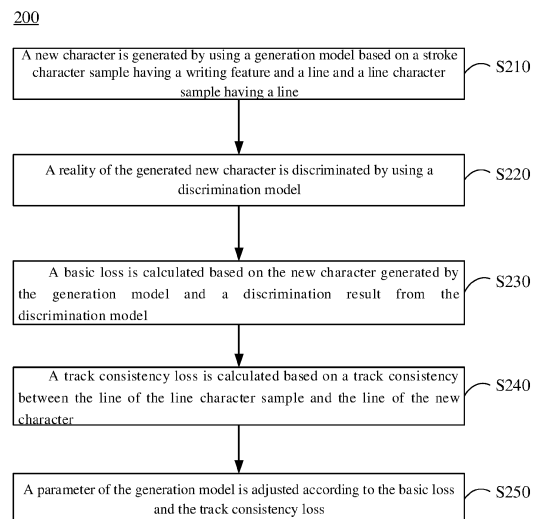 200
A new character is generated by using a generation model based on a stroke
character sample having a writing feature and a line and a line character
sample having a line
S210
A reality of the generated new character is discriminated by using a
discrimination model
S220
A basic loss is calculated based on the new character generated by
the generation model and a discrimination result from the
discrimination model
S230
A track consistency loss is calculated based on a track consistency
between the line of the line character sample and the line of the new
character
S240
A parameter of the generation model is adjusted according to the basic loss
and the track consistency loss
S250